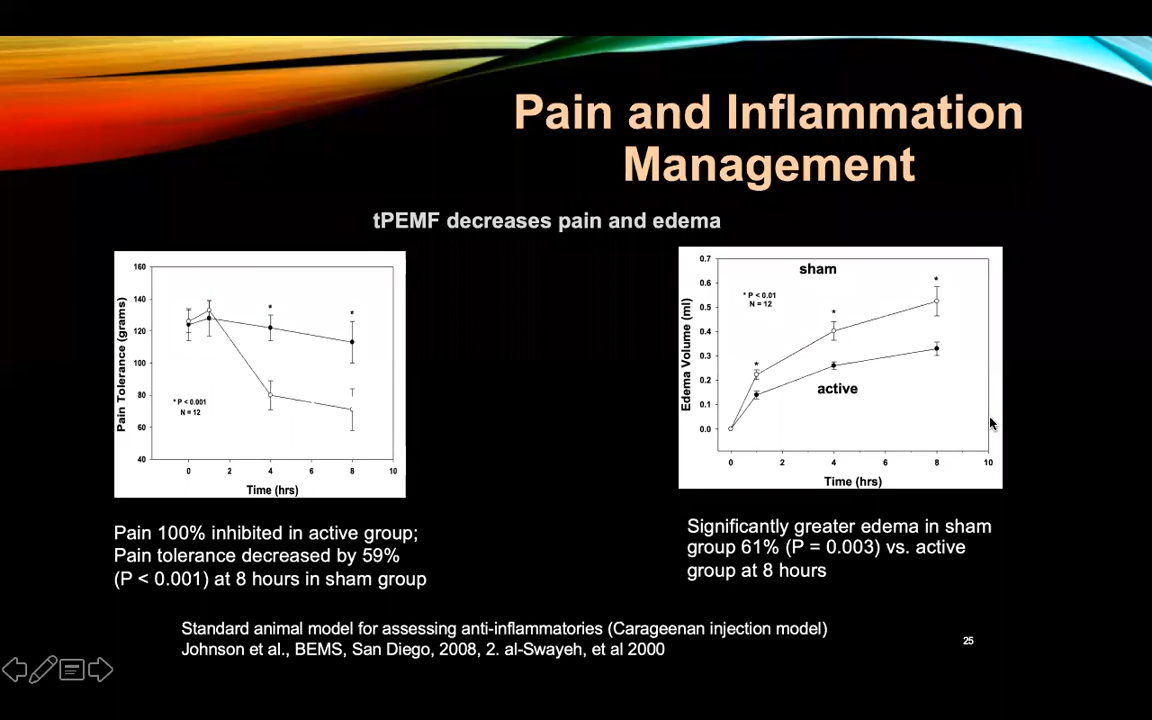 Pain and Inflammation
Management
tPEMF decreases pain and edema
160
140
120
100
80
60
40
Pain Tolerance (grams)
*
*
* P < 0.001
N = 12
0
2
4
6
8
10
Time (hrs)
0.7
0.6
0.5
0.4
0.3
0.2
0.1
0.0
Edema Volume (ml)
sham
* P < 0.01
N = 12
*
*
*
active
0
2
4
6
8
10
Time (hrs)
Pain 100% inhibited in active group;
Pain tolerance decreased by 59%
(P < 0.001) at 8 hours in sham group
Significantly greater edema in sham
group 61% (P = 0.003) vs. active
group at 8 hours
Standard animal model for assessing anti-inflammatories (Carageenan injection model)
Johnson et al., BEMS, San Diego, 2008, 2. al-Swayeh, et al 2000
25